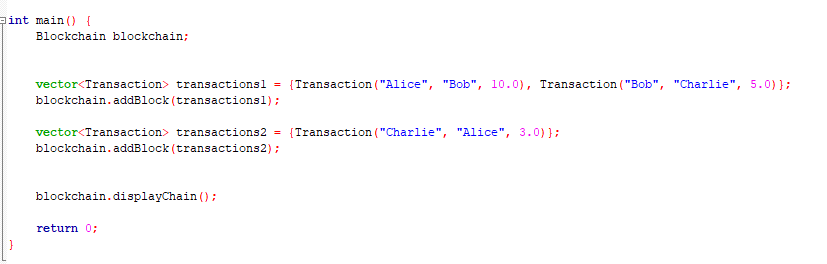 int main() {
    Blockchain blockchain;
    vector<Transaction> transactions1 = {Transaction("Alice", "Bob", 10.0), Transaction("Bob", "Charlie", 5.0)};
    blockchain.addBlock(transactions1);
    vector<Transaction> transactions2 = {Transaction("Charlie", "Alice", 3.0)};
    blockchain.addBlock(transactions2);
    blockchain.displayChain();
    return 0;
}